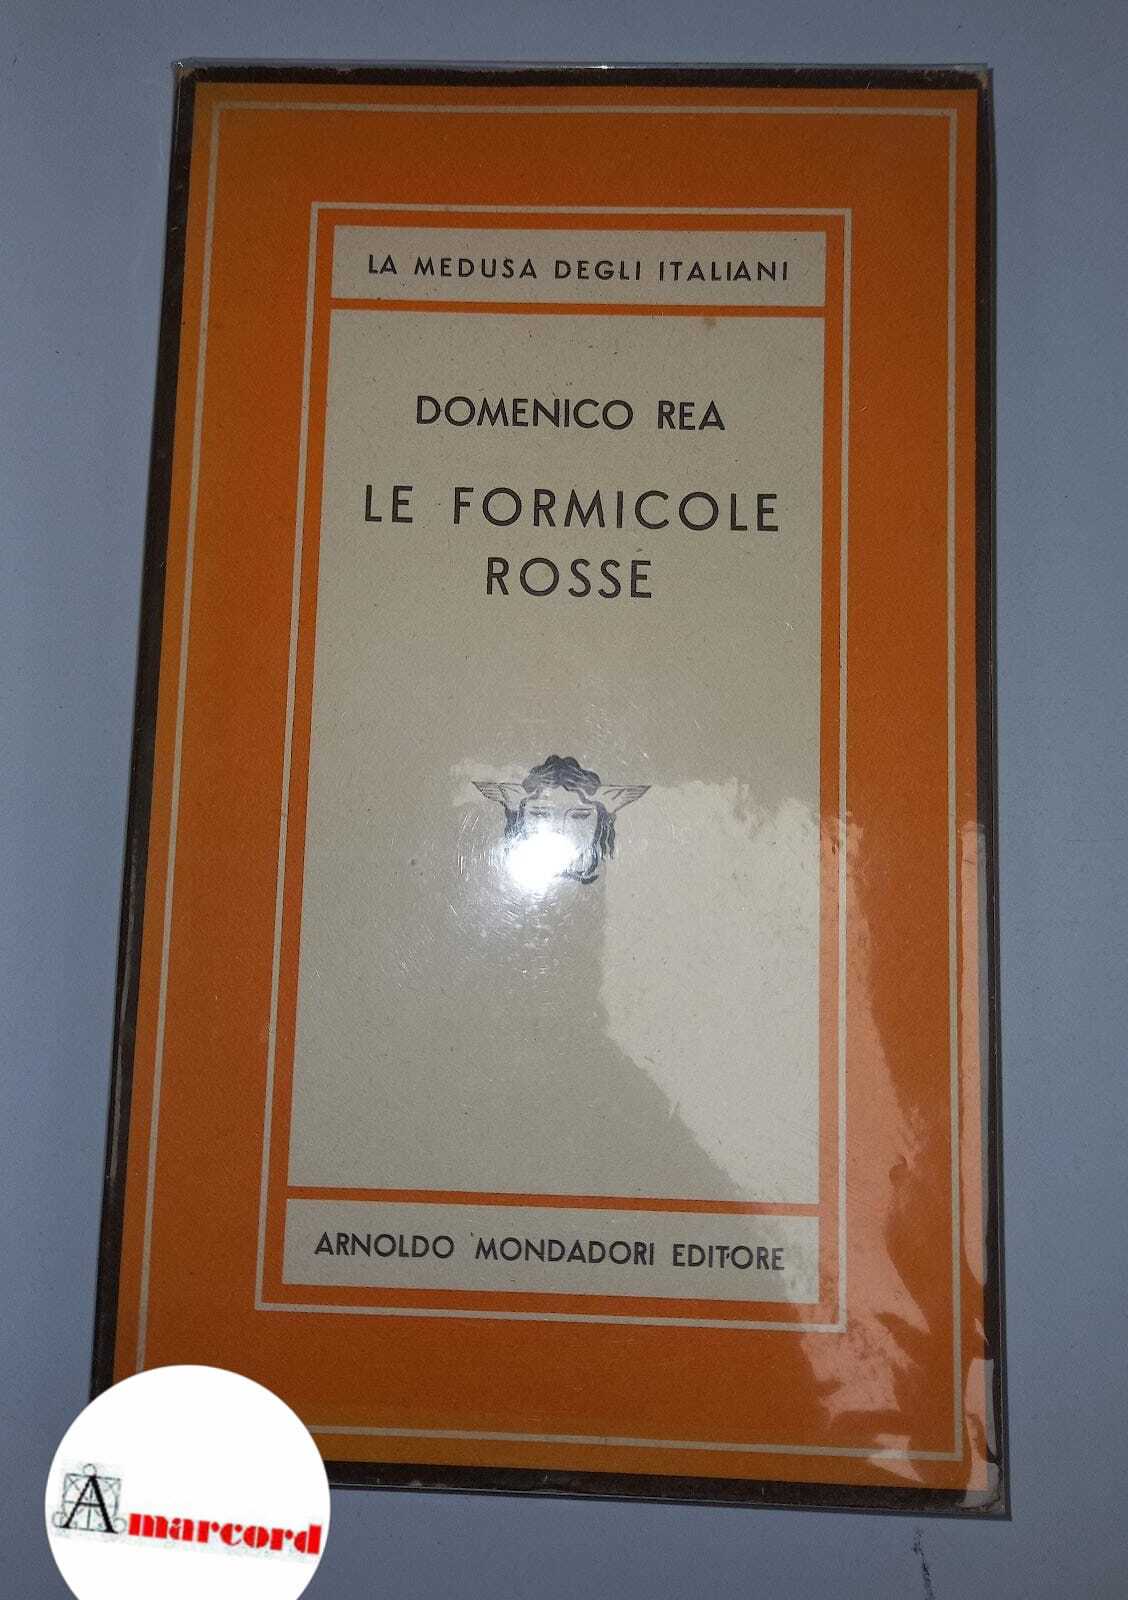 LA MEDUSA DEGLI ITALIANI
DOMENICO REA
LE FORMICOLE
ROSSE
ARNOLDO MONDADORI EDITORE
Amarcord